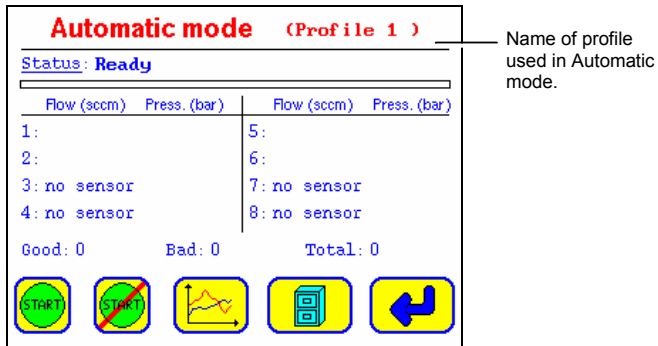 Automatic mode (Profile 1 )
Name of profile
used in Automatic
mode.
Status: Ready
Flow (sccm) Press. (bar) Flow (sccm) Press. (bar)
1: 5:
2: 6:
3: no sensor 7: no sensor
4: no sensor 8: no sensor
Good: 0 Bad: 0 Total: 0
START START